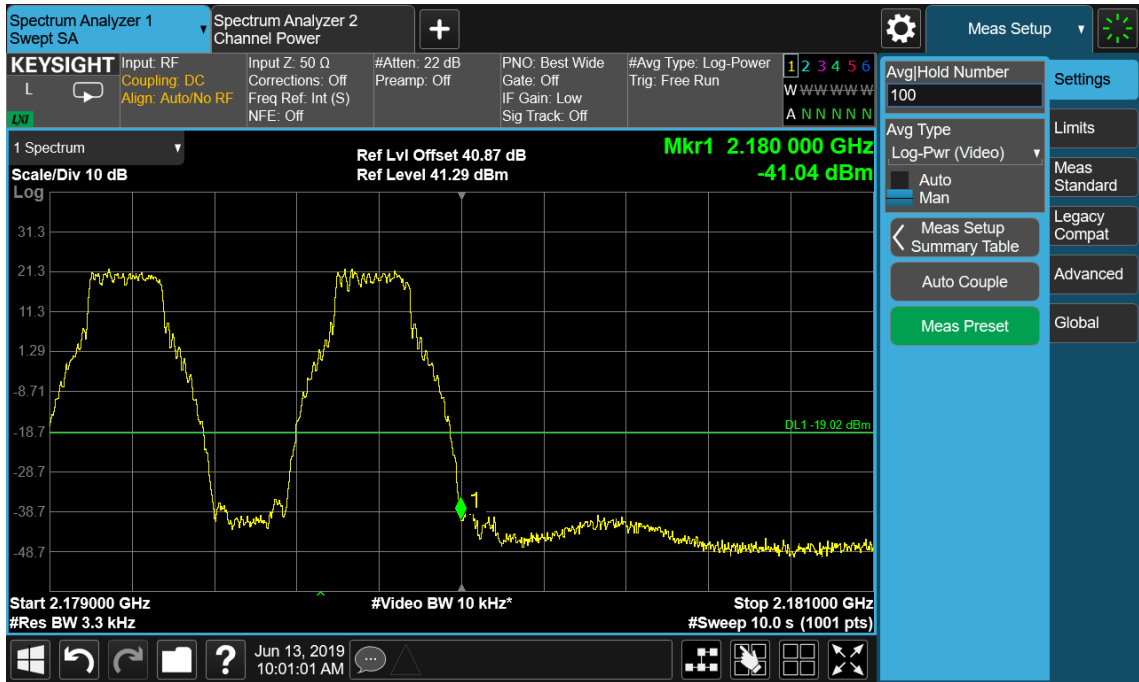 Spectrum Analyzer 1
Swept SA
Spectrum Analyzer 2
Channel Power
Meas Setup
KEYSIGHT
L
LXI
Input: RF
Coupling: DC
Align: Auto/No RF
Input Z: 50 Ω
Corrections: Off
Freq Ref: Int (S)
NFE: Off
#Atten: 22 dB
Preamp: Off
PNO: Best Wide
Gate: Off
IF Gain: Low
Sig Track: Off
#Avg Type: Log-Power
Trig: Free Run
1 2 3 4 5 6
W W W W W W
A N N N N N
1 Spectrum
Scale/Div 10 dB
Ref Lvl Offset 40.87 dB
Ref Level 41.29 dBm
Mkr1 2.180 000 GHz
-41.04 dBm
Log
31.3
21.3
11.3
1.29
-8.71
-18.7
-28.7
-38.7
-48.7
DL1 -19.02 dBm
1
Start 2.179000 GHz
#Video BW 10 kHz*
Stop 2.181000 GHz
#Res BW 3.3 kHz
#Sweep 10.0 s (1001 pts)
Avg|Hold Number
100
Avg Type
Log-Pwr (Video)
Auto
Man
Meas Setup
Summary Table
Auto Couple
Meas Preset
Settings
Limits
Meas
Standard
Legacy
Compat
Advanced
Global
?
Jun 13, 2019
10:01:01 AM